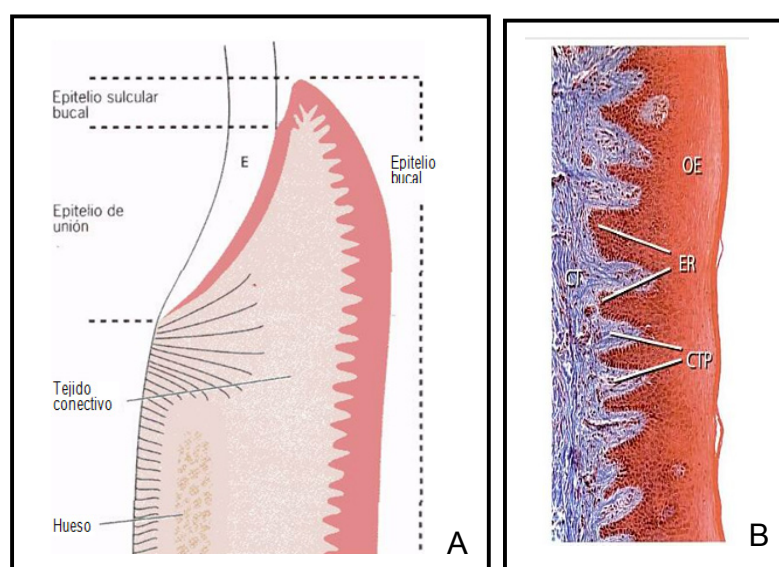 Epitelio sulcular
bucal
E
Epitelio
bucal
Epitelio de
unión
Tejido
conectivo
Hueso
A
OE
ER
CT
CTP
B